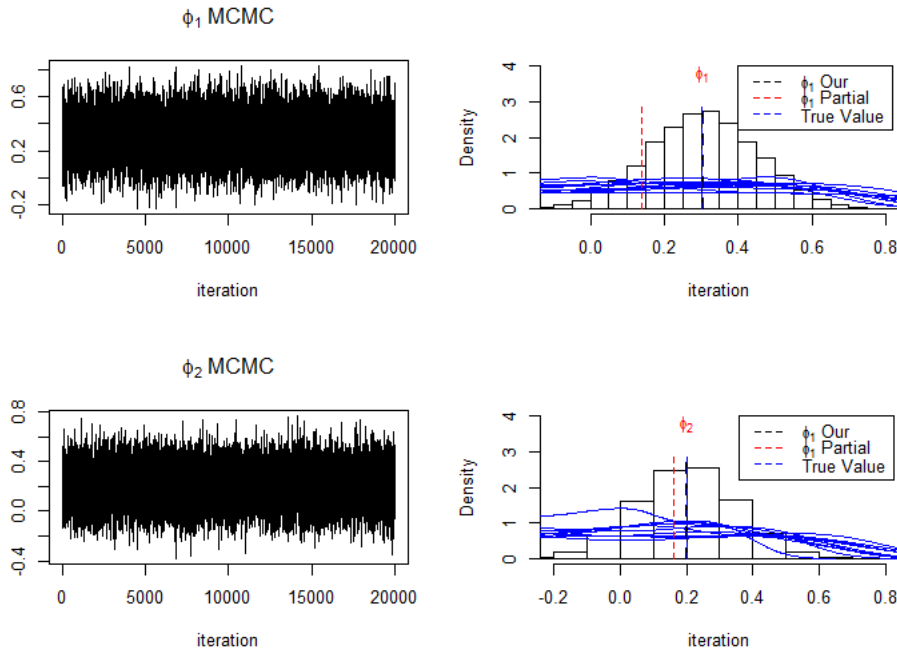 ϕ1 MCMC
0.6
0.2
-0.2
0 5000 10000 15000 20000
iteration
4
3
2
1
0
Density
ϕ1
ϕ1 Our
ϕ1 Partial
True Value
0.0 0.2 0.4 0.6 0.8
iteration
ϕ2 MCMC
0.8
0.4
0.0
-0.4
0 5000 10000 15000 20000
iteration
4
3
2
1
0
Density
ϕ2
ϕ1 Our
ϕ1 Partial
True Value
-0.2 0.0 0.2 0.4 0.6 0.8
iteration